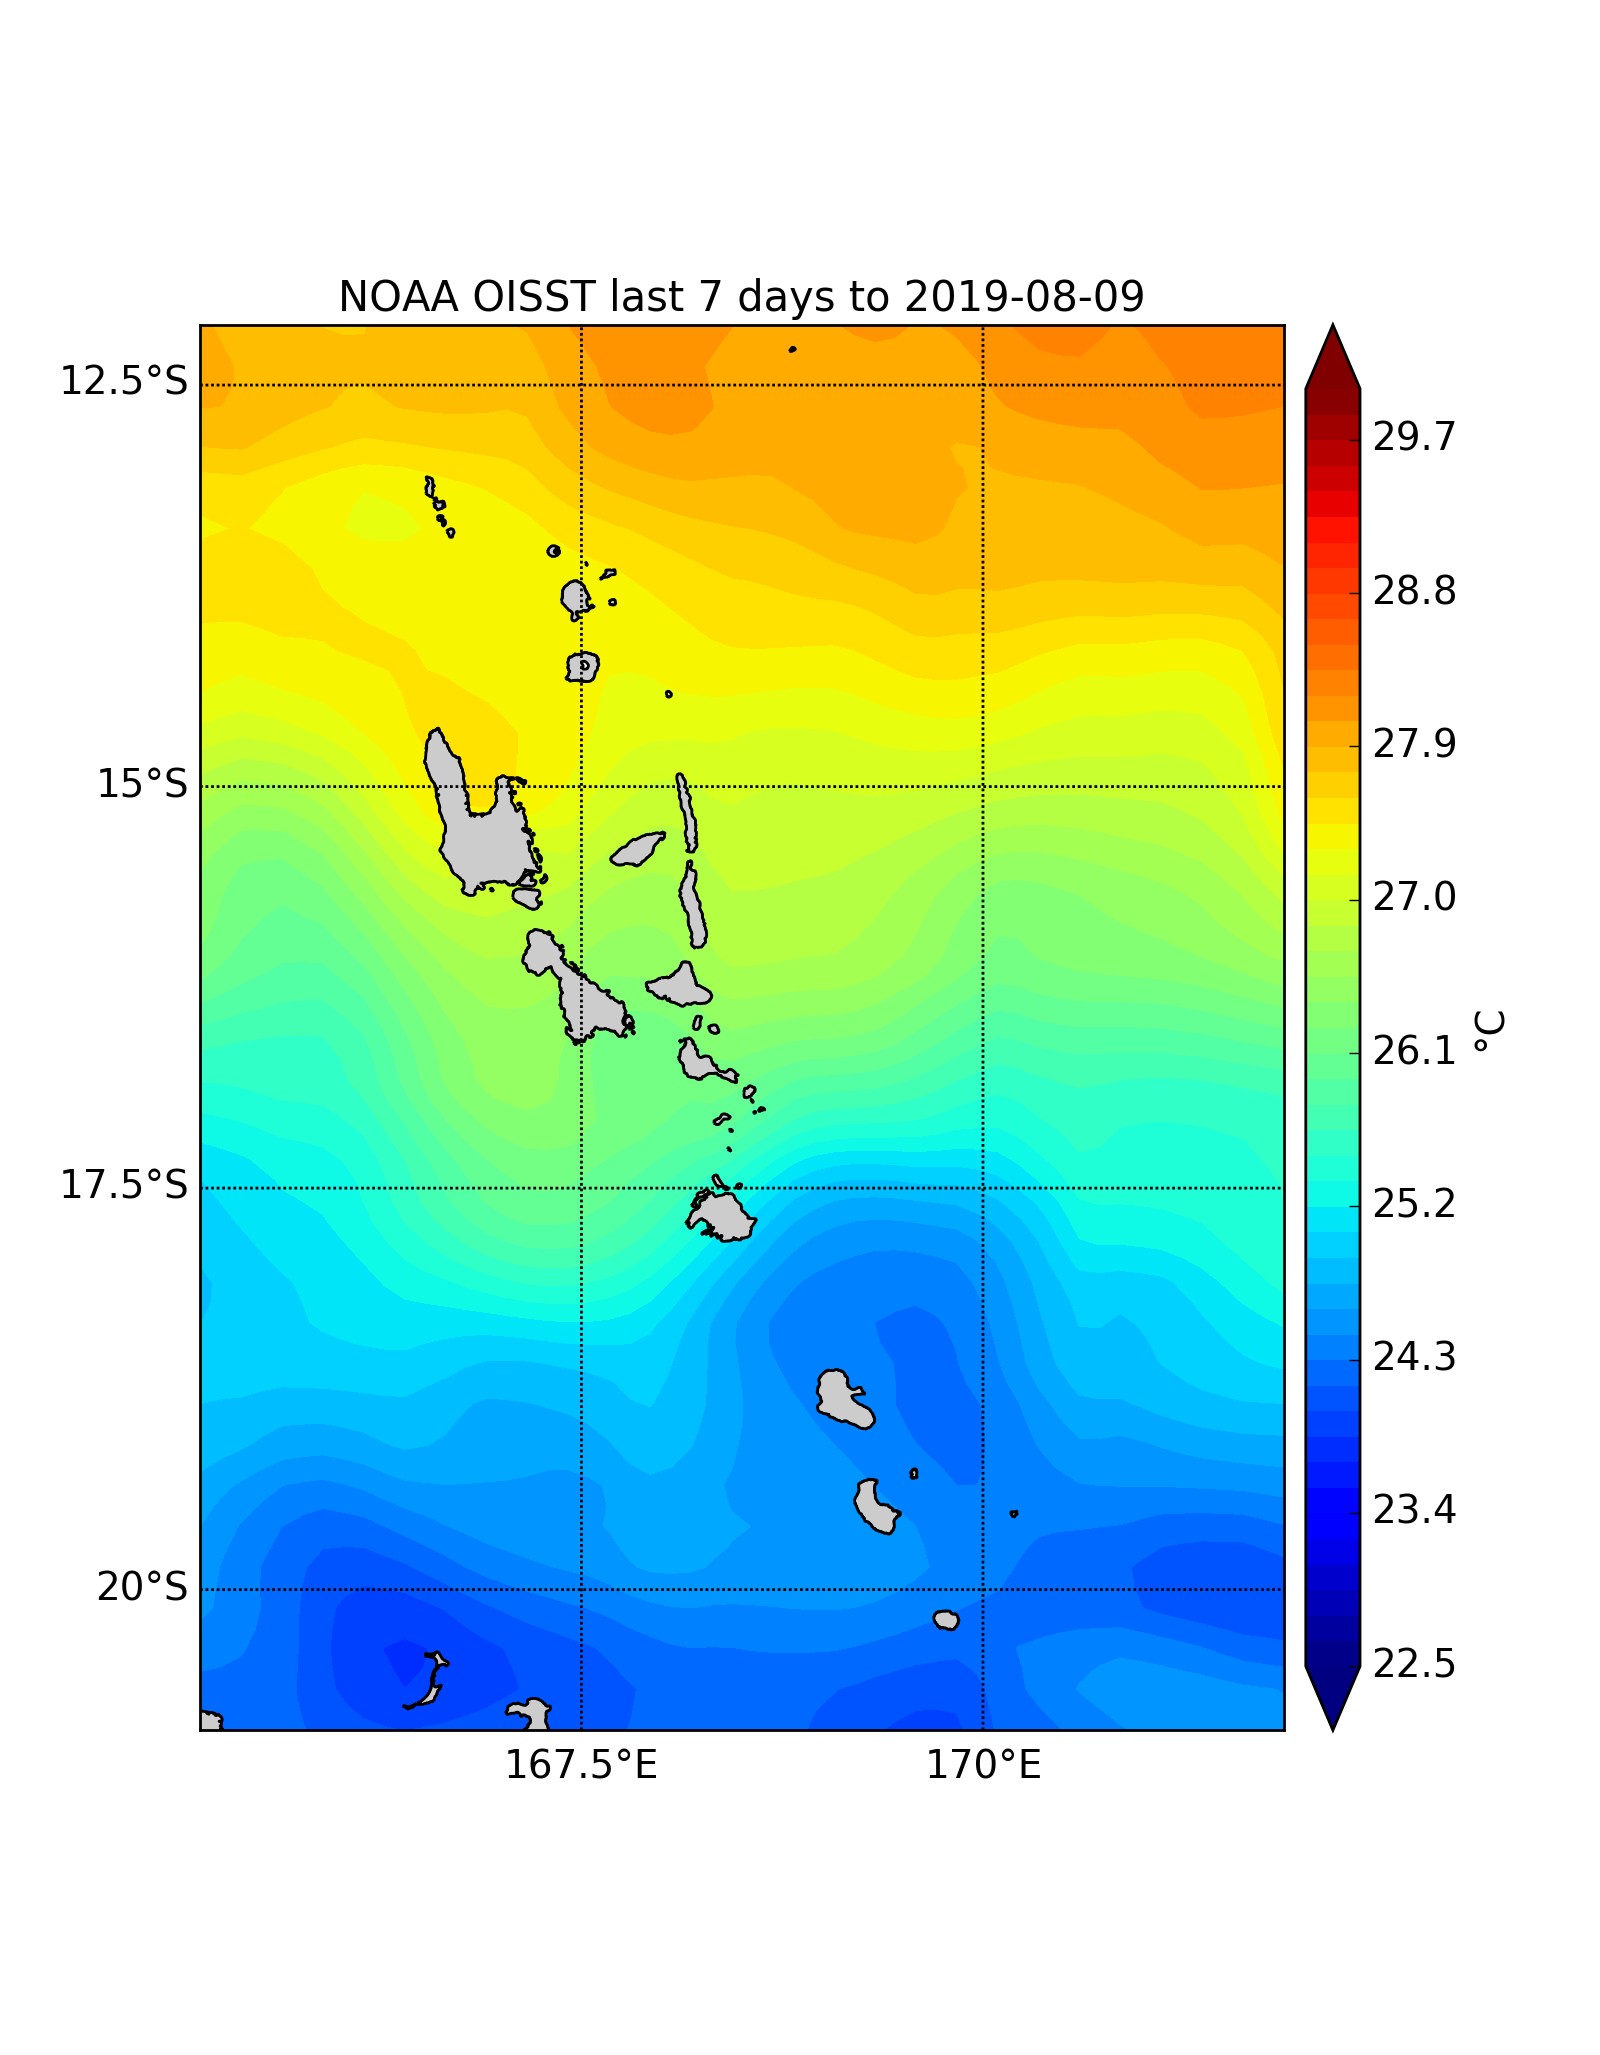 NOAA OISST last 7 days to 2019-08-09
12.5°S
15°S
17.5°S
20°S
167.5°E
170°E
29.7
28.8
27.9
27.0
26.1
25.2
24.3
23.4
22.5
°C